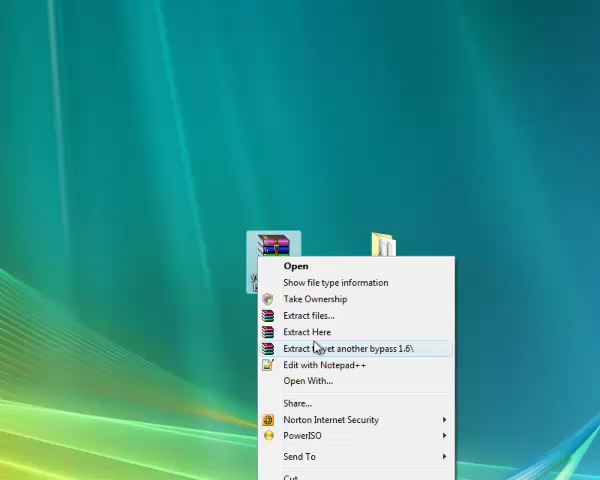 Open
Show file type information
Take Ownership
Extract files...
Extract Here
Extract yet another bypass 1.6\
Edit with Notepad++
Open With...
Share...
Norton Internet Security
PowerISO
Send To
Cut